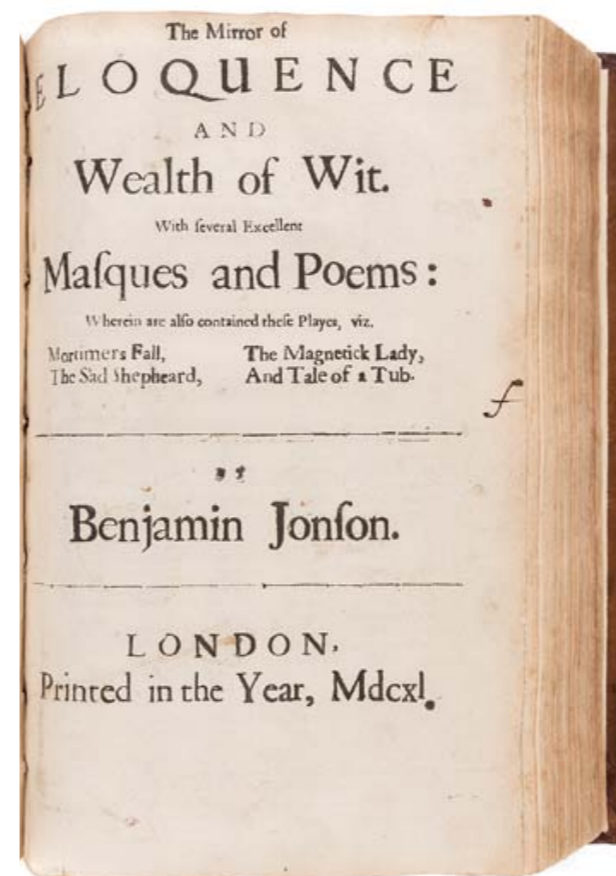 The Mirror of
ELOQUENCE
AND
Wealth of Wit.
With ſeveral Excellent
Maſques and Poems:
Wherein are alſo contained theſe Playes, viz.
Mortimers Fall,
The Sad Shepheard,
The Magnetick Lady,
And Tale of a Tub.
f
BY
Benjamin Jonſon.
LONDON,
Printed in the Year, Mdcxl.